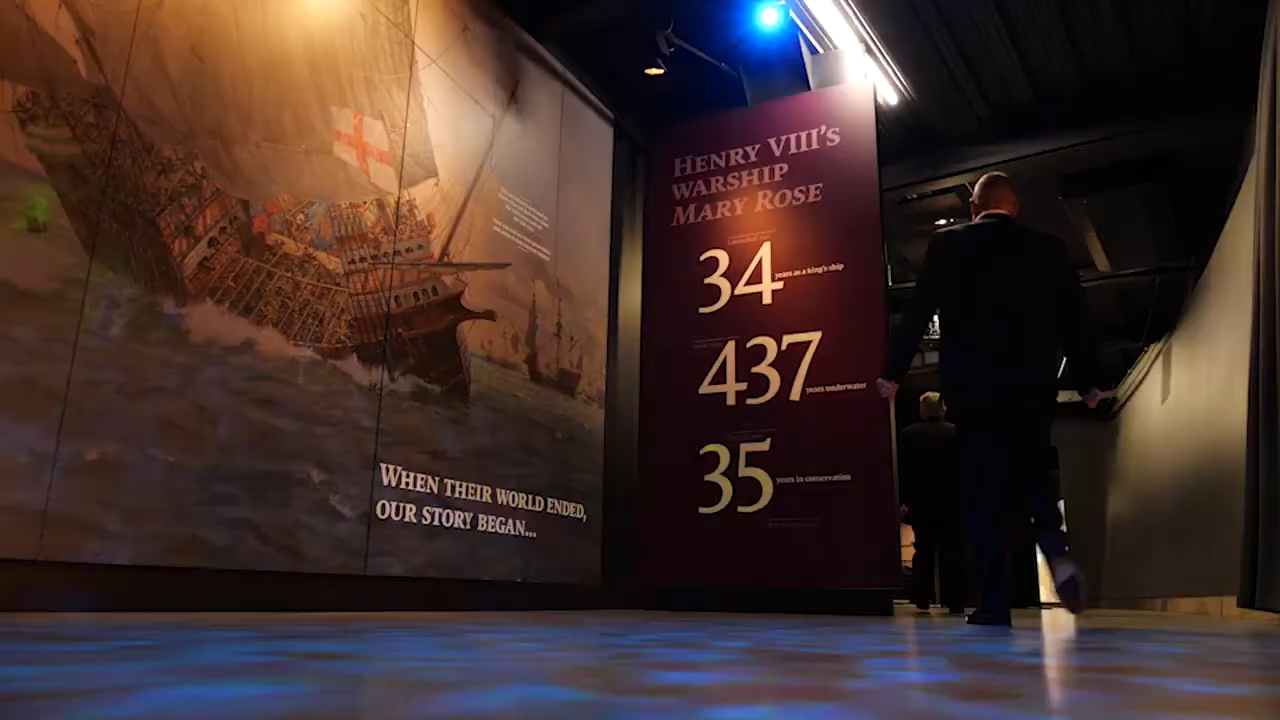 WHEN THEIR WORLD ENDED,
OUR STORY BEGAN...
HENRY VIII'S
WARSHIP
MARY ROSE
34 years as a king's ship
437 years underwater
35 years in conservation